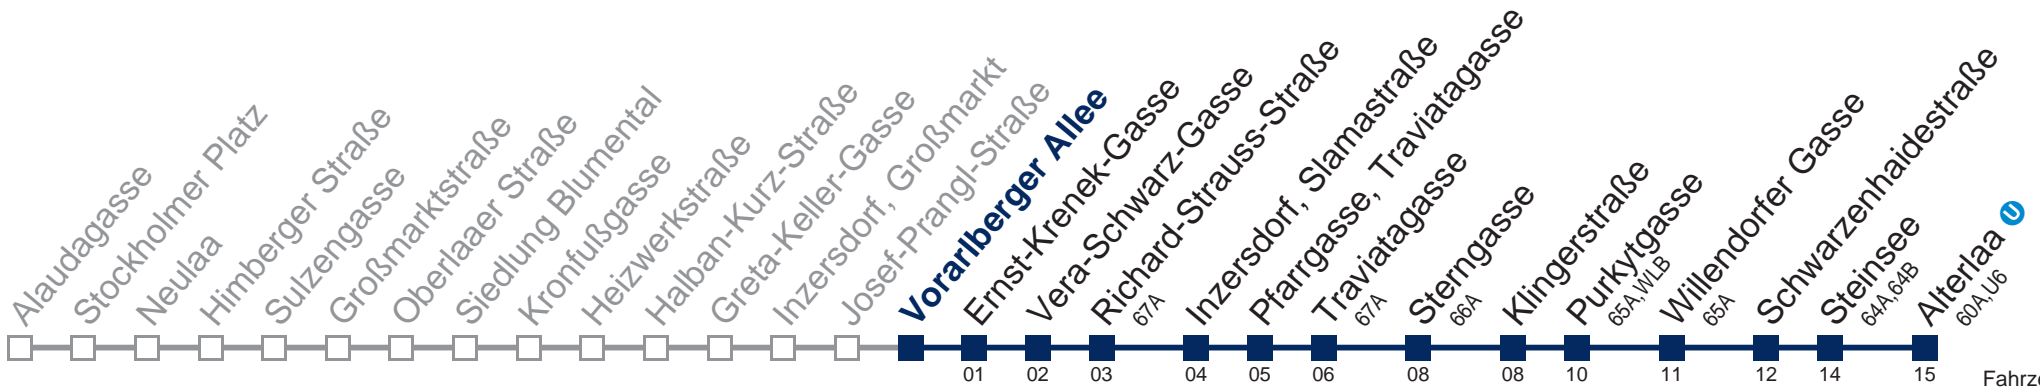 Alaudagasse
Stockholmer Platz
Neulaa
Himberger Straße
Sulzengasse
Großmarktstraße
Oberlaaer Straße
Siedlung Blumental
Kronfußgasse
Heizwerkstraße
Halban-Kurz-Straße
Greta-Keller-Gasse
Inzersdorf, Großmarkt
Josef-Prangl-Straße
Vorarlberger Allee
Ernst-Krenek-Gasse
Vera-Schwarz-Gasse
Richard-Strauss-Straße
67A
Inzersdorf, Slamastraße
Pfarrgasse, Traviatagasse
Traviatagasse
67A
Sterngasse
66A
Klingerstraße
Purkytgasse
65A,WLB
Willendorfer Gasse
65A
Schwarzenhaidestraße
Steinsee
64A,64B
Alterlaa U
60A,U6
01 02 03 04 05 06 08 08 10 11 12 14 15 Fahrz